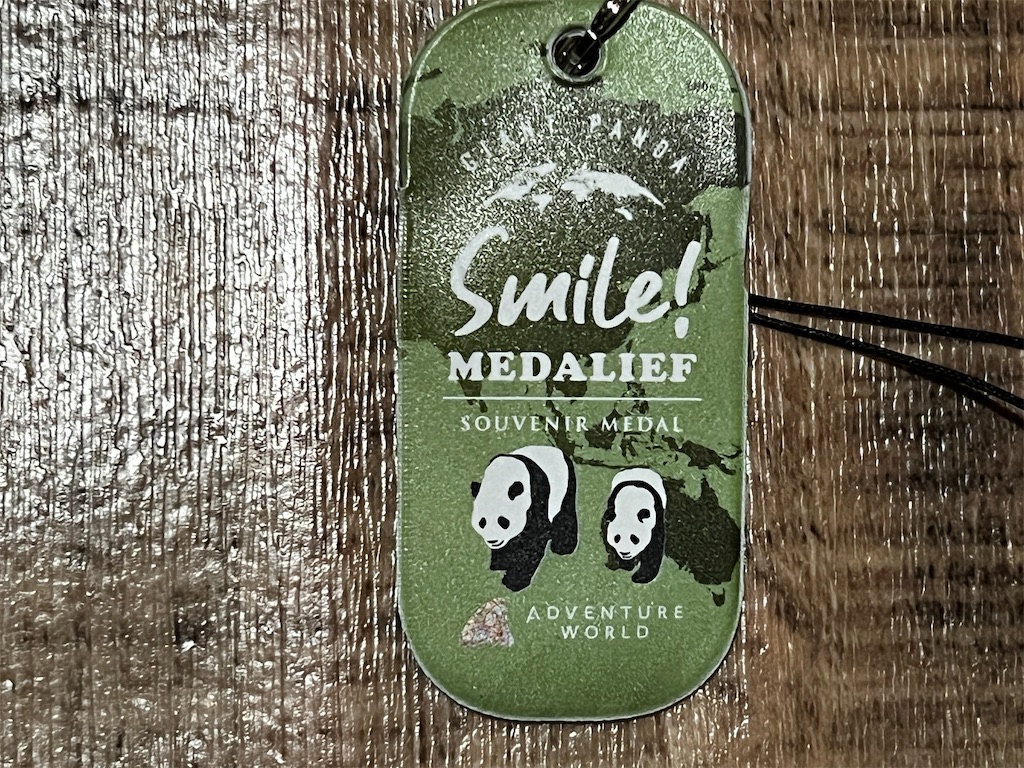 GIANT PANDA
Smile!
MEDALIEF
SOUVENIR MEDAL
ADVENTURE
WORLD